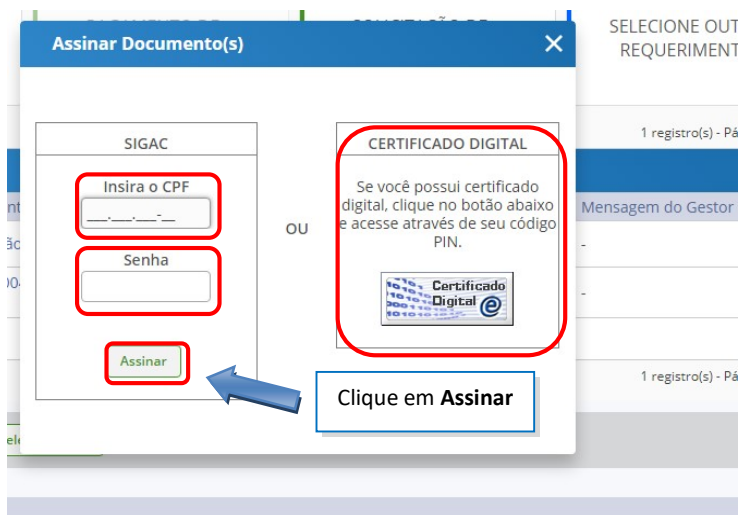 Assinar Documento(s)
SELECIONE OUT
REQUERIMENT
1 registro(s) - Pá
SIGAC
Insira o CPF
___.___.___-__
Senha
Assinar
OU
CERTIFICADO DIGITAL
Se você possui certificado
digital, clique no botão abaixo
e acesse através de seu código
PIN.
Certificado
Digital
Mensagem do Gestor
-
-
Clique em Assinar
1 registro(s) - Pá